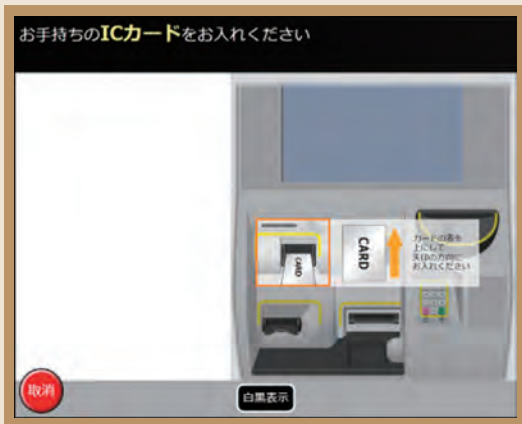 お手持ちのICカードをお入れください
CARD
CARD
カードの表を
上にして
矢印の方向に
お入れください
取消
白黒表示